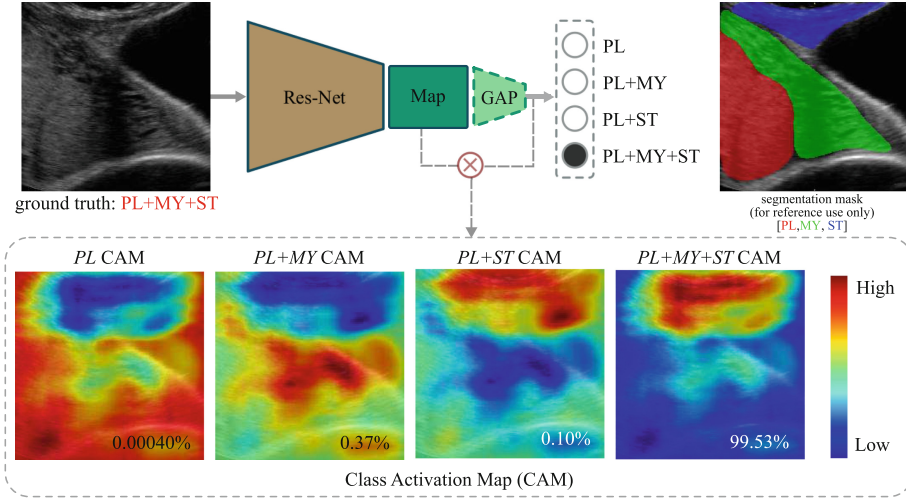 Res-Net
Map
GAP
PL
PL+MY
PL+ST
PL+MY+ST
ground truth: PL+MY+ST
segmentation mask
(for reference use only)
[PL,MY, ST]
PL CAM
PL+MY CAM
PL+ST CAM
PL+MY+ST CAM
0.00040%
0.37%
0.10%
99.53%
High
Low
Class Activation Map (CAM)